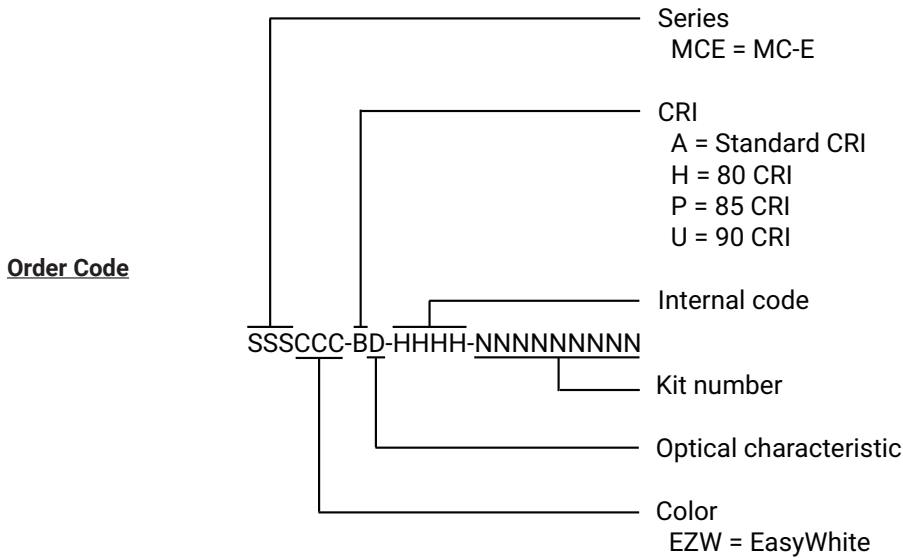 Series
MCE = MC-E
CRI
A = Standard CRI
H = 80 CRI
P = 85 CRI
U = 90 CRI
Order Code
Internal code
SSSCCC-BD-HHHH-NNNNNNNNN
Kit number
Optical characteristic
Color
EZW = EasyWhite